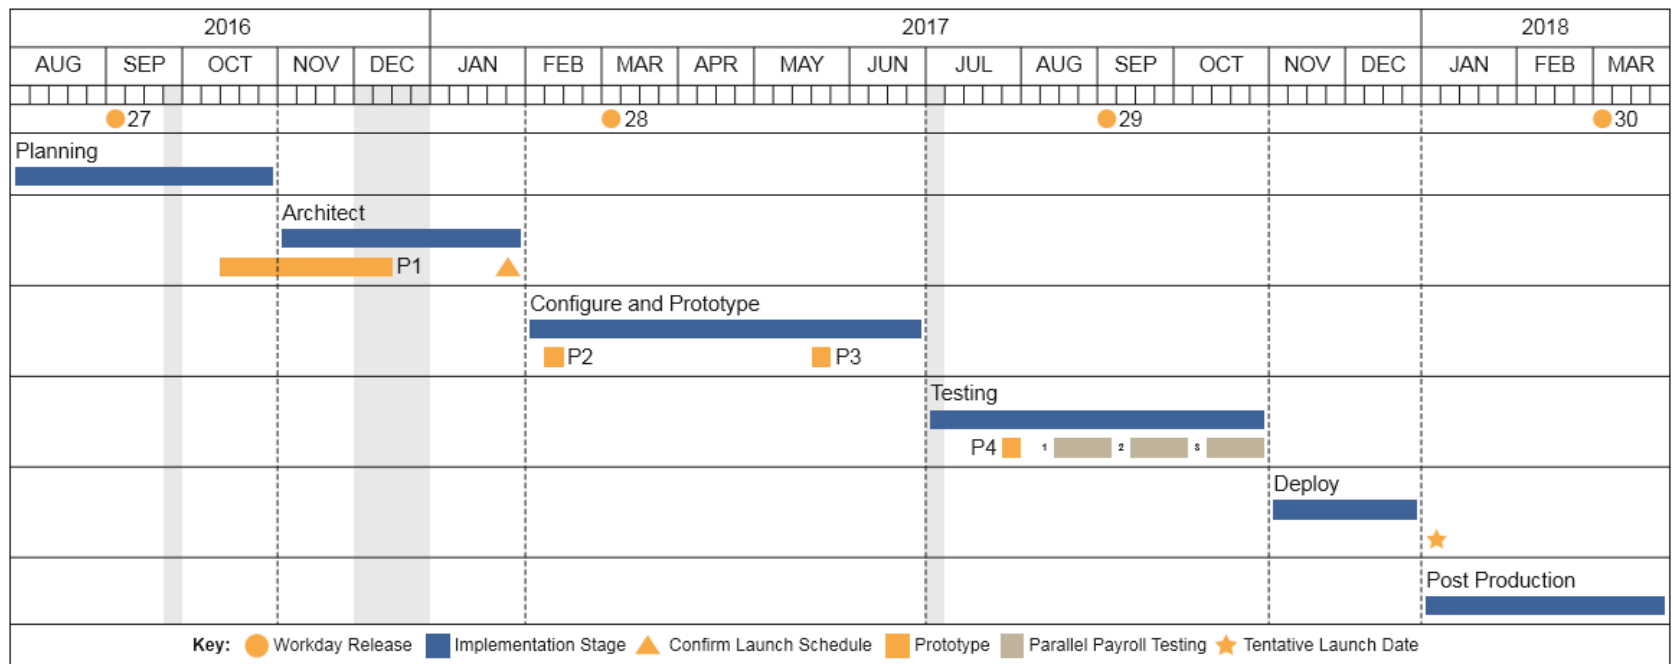 2016 2017 2018
AUG SEP OCT NOV DEC JAN FEB MAR APR MAY JUN JUL AUG SEP OCT NOV DEC JAN FEB MAR
27 28 29 30
Planning
Architect
P1
Configure and Prototype
P2 P3
Testing
P4 1 2 3
Deploy
Post Production
Key: Workday Release Implementation Stage Confirm Launch Schedule Prototype Parallel Payroll Testing Tentative Launch Date